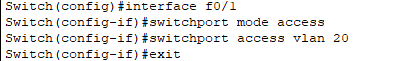 Switch(config)#interface f0/1
Switch(config-if)#switchport mode access
Switch(config-if)#switchport access vlan 20
Switch(config-if)#exit